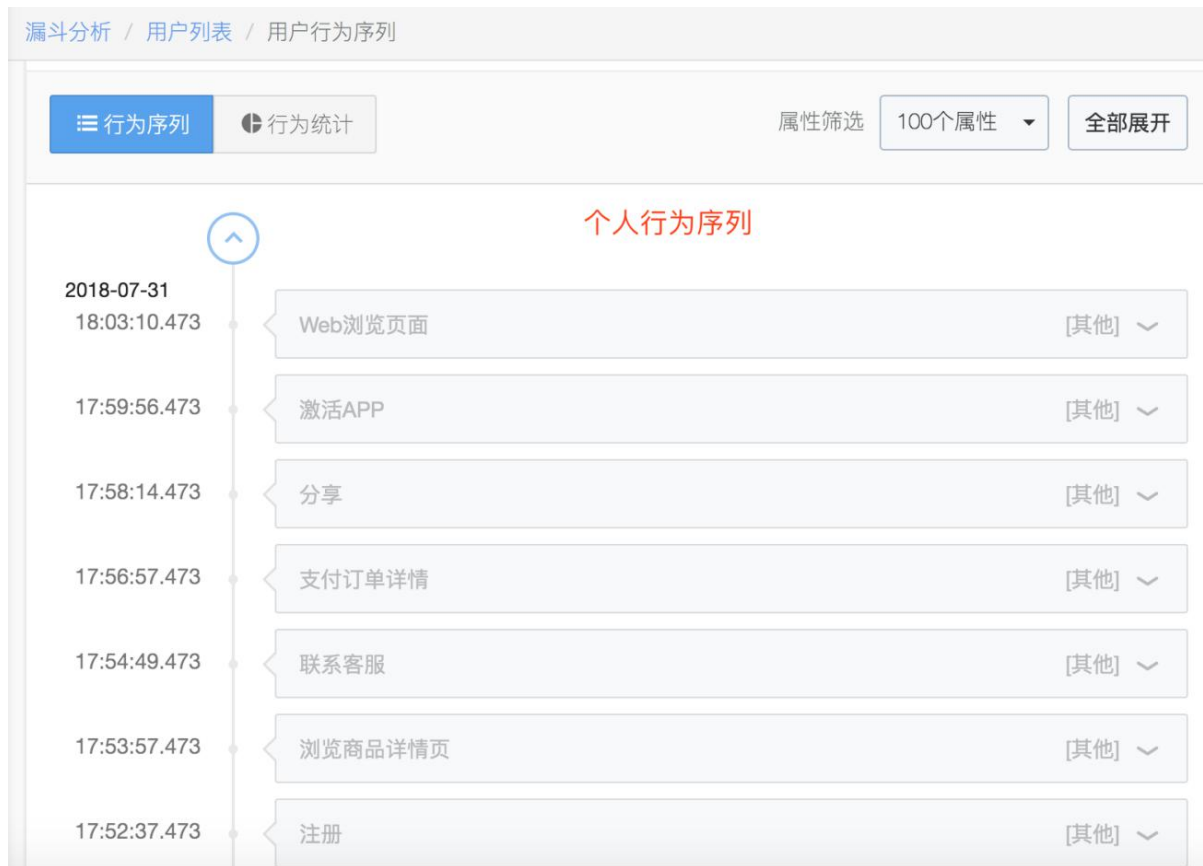 漏斗分析 / 用户列表 / 用户行为序列
行为序列 行为统计 属性筛选 100个属性 全部展开
个人行为序列
2018-07-31
18:03:10.473 Web浏览页面 [其他]
17:59:56.473 激活APP [其他]
17:58:14.473 分享 [其他]
17:56:57.473 支付订单详情 [其他]
17:54:49.473 联系客服 [其他]
17:53:57.473 浏览商品详情页 [其他]
17:52:37.473 注册 [其他]